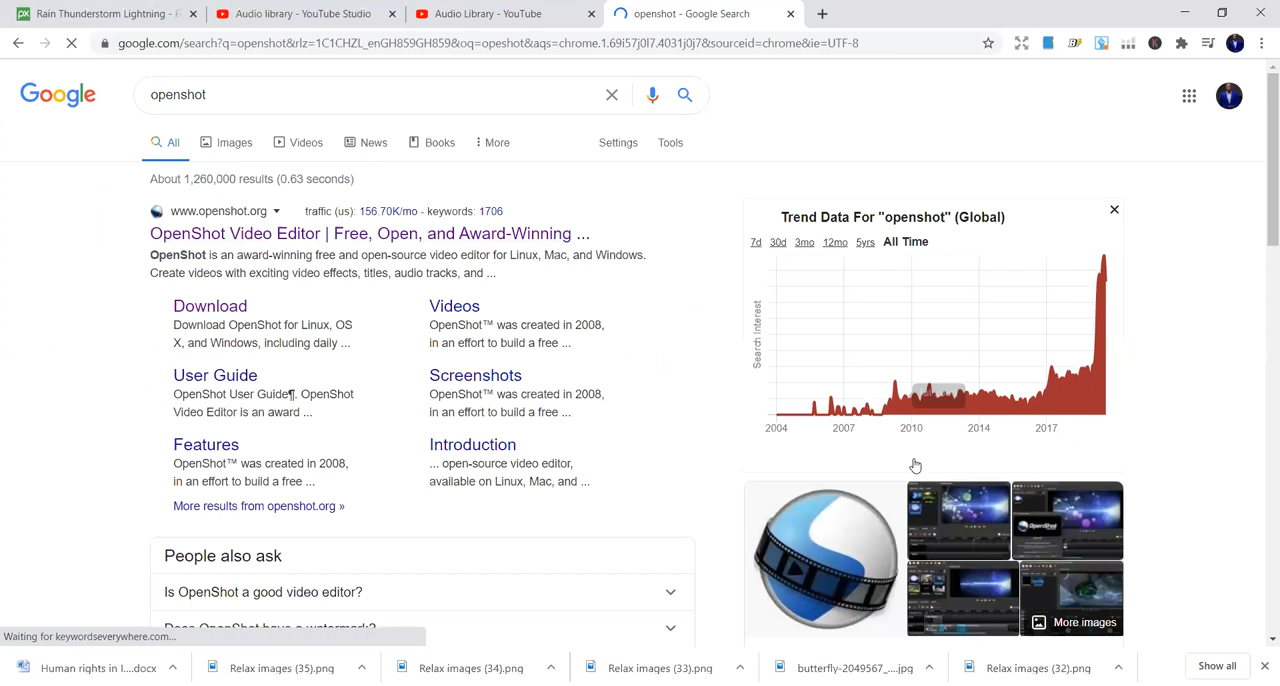 Rain Thunderstorm Lightning - F
Audio library - YouTube Studio
Audio Library - YouTube
openshot - Google Search
google.com/search?q=openshot&rlz=1C1CHZL_enGH859GH859&oq=opeshot&aqs=chrome.1.69i57j0l7.4031j0j7&sourceid=chrome&ie=UTF-8
Google
openshot
All
Images
Videos
News
Books
More
Settings
Tools
About 1,260,000 results (0.63 seconds)
www.openshot.org
traffic (us): 156.70K/mo - keywords: 1706
OpenShot Video Editor | Free, Open, and Award-Winning ...
OpenShot is an award-winning free and open-source video editor for Linux, Mac, and Windows.
Create videos with exciting video effects, titles, audio tracks, and ...
Download
Download OpenShot for Linux, OS
X, and Windows, including daily ...
Videos
OpenShot™ was created in 2008,
in an effort to build a free ...
User Guide
OpenShot User Guide¶. OpenShot
Video Editor is an award ...
Screenshots
OpenShot™ was created in 2008,
in an effort to build a free ...
Features
OpenShot™ was created in 2008,
in an effort to build a free ...
Introduction
... open-source video editor,
available on Linux, Mac, and ...
More results from openshot.org »
People also ask
Is OpenShot a good video editor?
Trend Data For "openshot" (Global)
7d 30d 3mo 12mo 5yrs All Time
Search Interest
2004 2007 2010 2014 2017
OpenShot
More images
Waiting for keywordseverywhere.com...
Human rights in I....docx
Relax images (35).png
Relax images (34).png
Relax images (33).png
butterfly-2049567_....jpg
Relax images (32).png
Show all